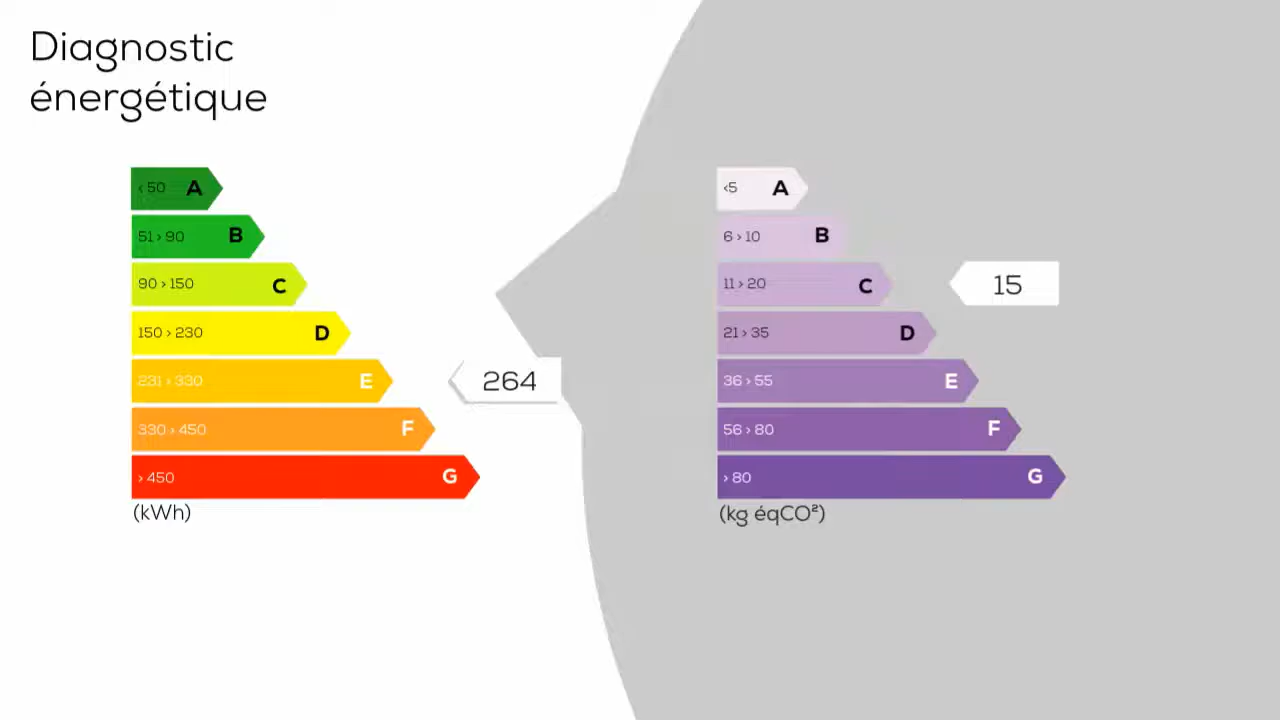 Diagnostic
énergétique
< 50 A
51 > 90 B
90 > 150 C
150 > 230 D
231 > 330 E
264
330 > 450 F
> 450 G
(kWh)
<5 A
6 > 10 B
11 > 20 C
15
21 > 35 D
36 > 55 E
56 > 80 F
> 80 G
(kg éqCO²)